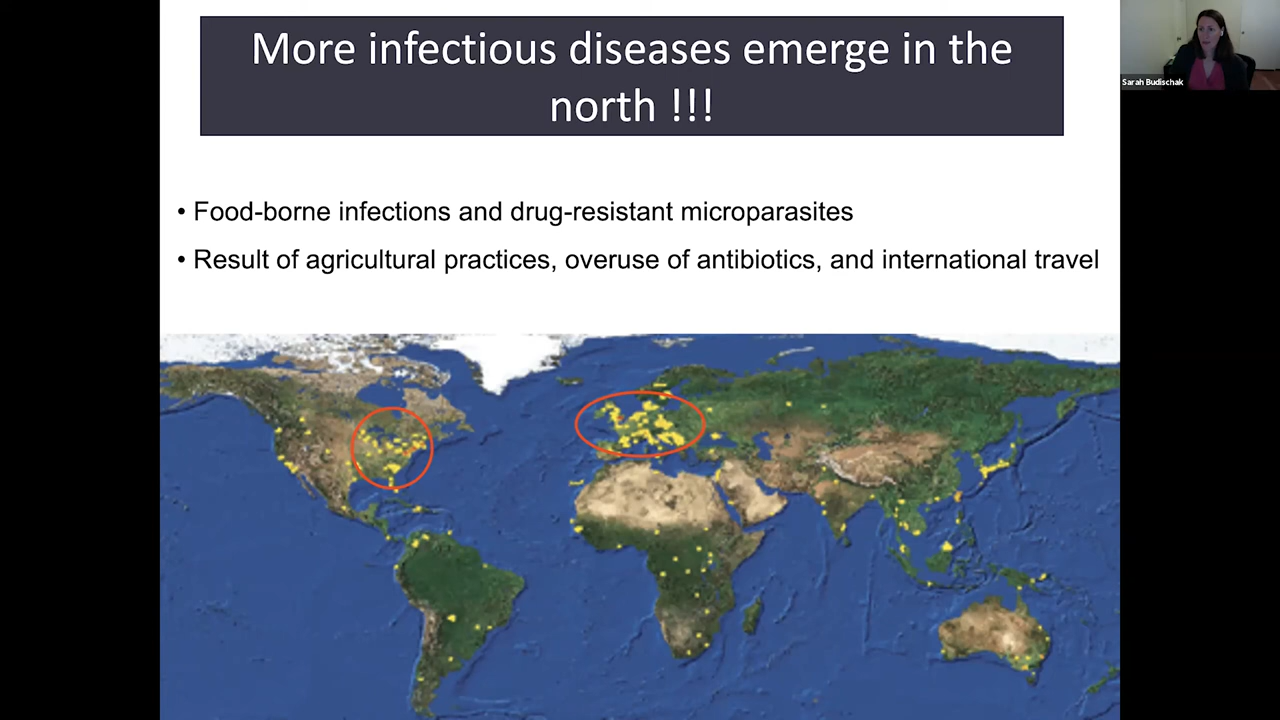 More infectious diseases emerge in the
north !!!
• Food-borne infections and drug-resistant microparasites
• Result of agricultural practices, overuse of antibiotics, and international travel
Sarah Budischak